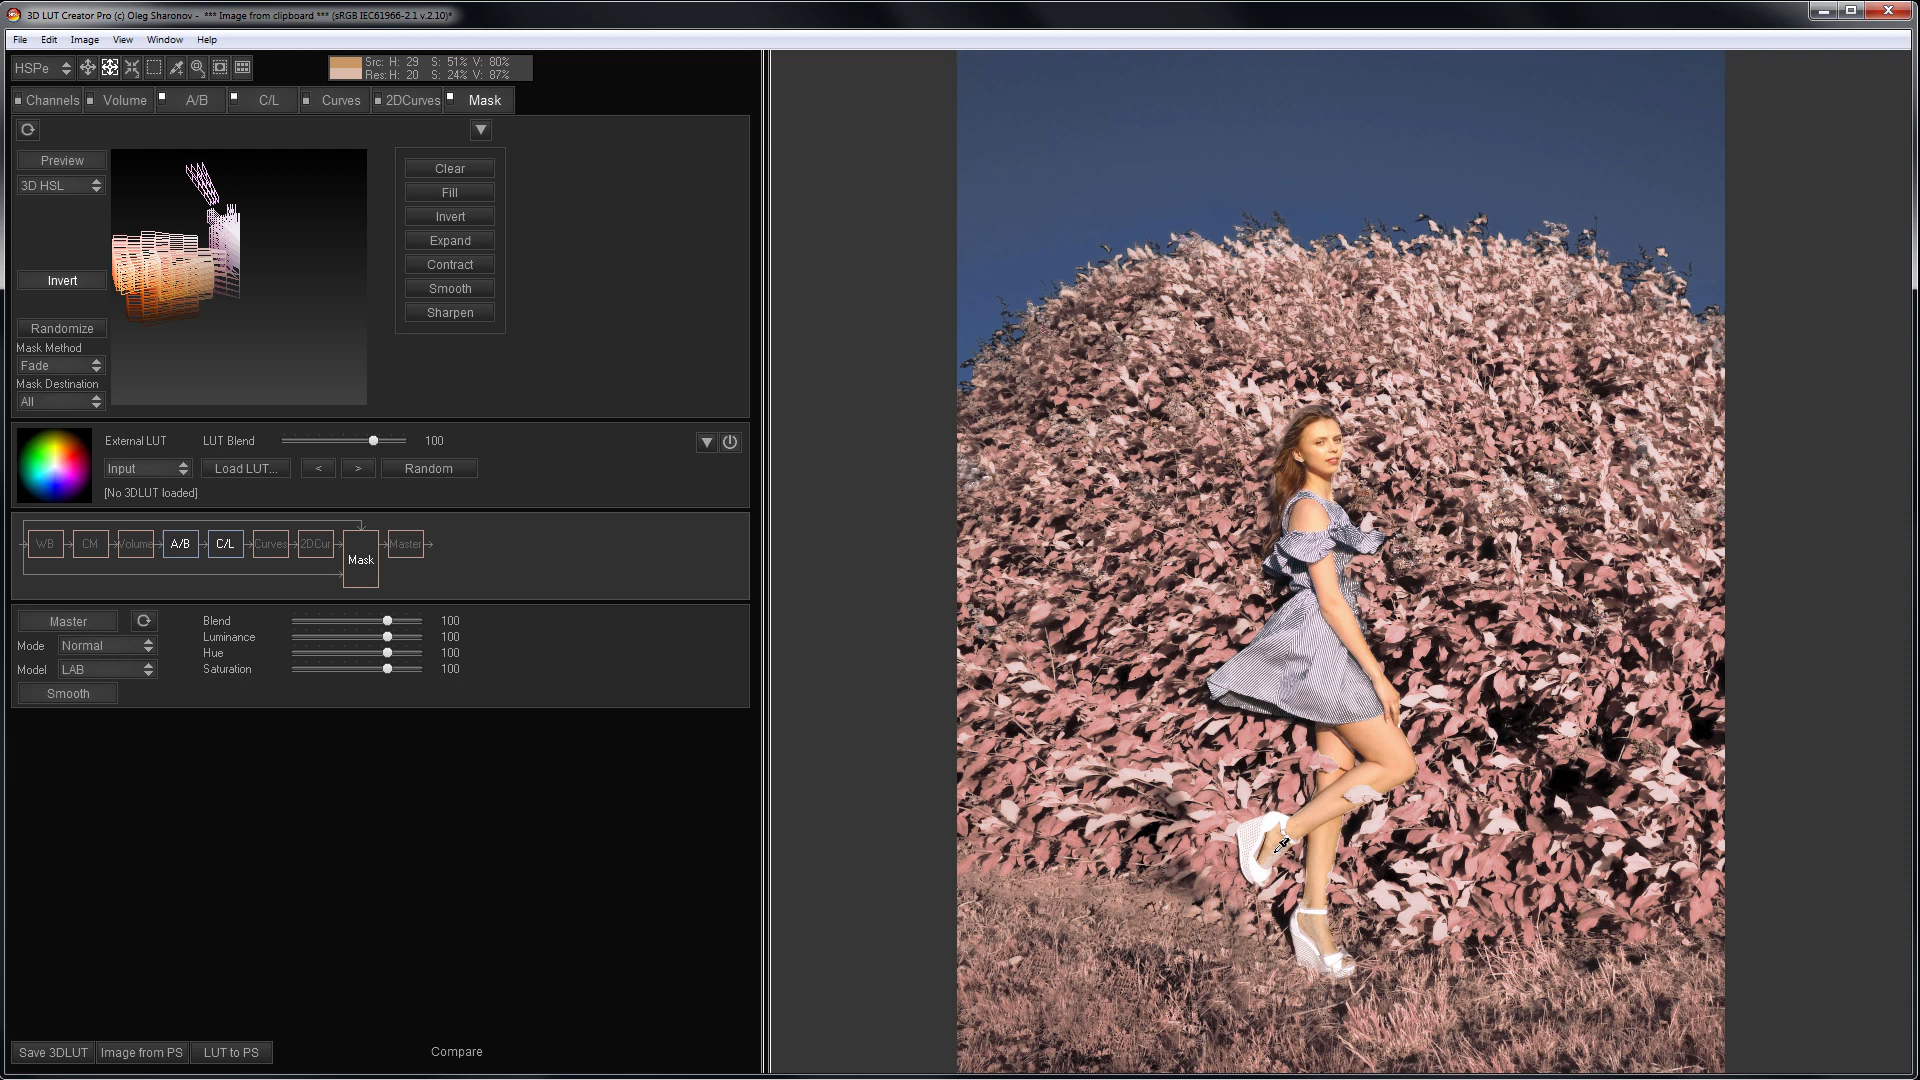 3D LUT Creator Pro (c) Oleg Sharonov - *** Image from clipboard *** (sRGB IEC61966-2.1 v.2.10)*
File Edit Image View Window Help
HSPe
Src: H: 29 S: 51% V: 80%
Res: H: 20 S: 24% V: 87%
Channels Volume A/B C/L Curves 2DCurves Mask
Preview
3D HSL
Invert
Randomize
Mask Method
Fade
Mask Destination
All
Clear
Fill
Invert
Expand
Contract
Smooth
Sharpen
External LUT LUT Blend 100
Input Load LUT... < > Random
[No 3DLUT loaded]
WB CM Volume A/B C/L Curves 2DCur Mask Master
Master
Mode Normal
Model LAB
Smooth
Blend 100
Luminance 100
Hue 100
Saturation 100
Save 3DLUT Image from PS LUT to PS Compare